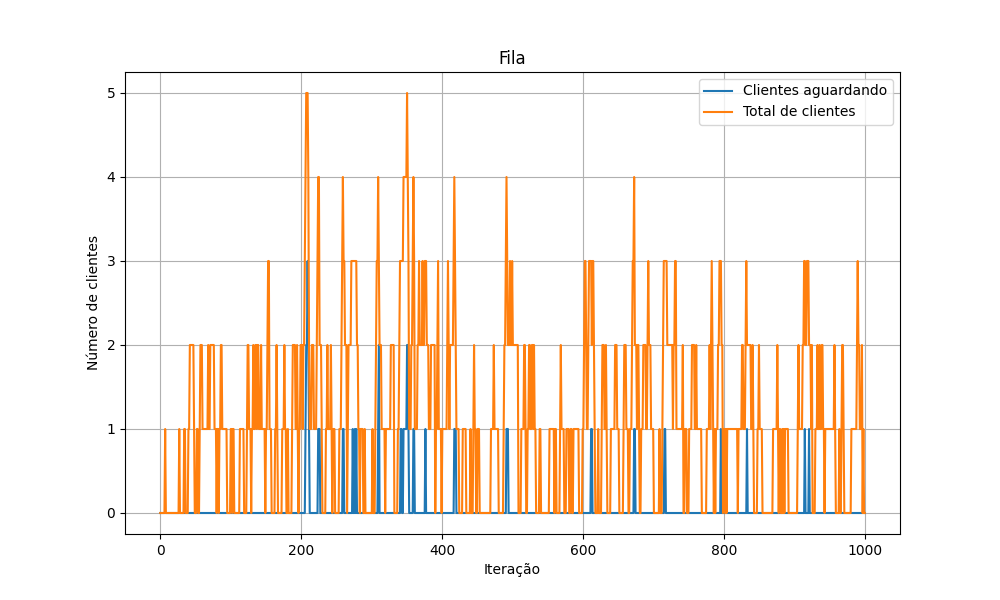 Fila
Clientes aguardando
Total de clientes
Número de clientes
5
4
3
2
1
0
0 200 400 600 800 1000
Iteração